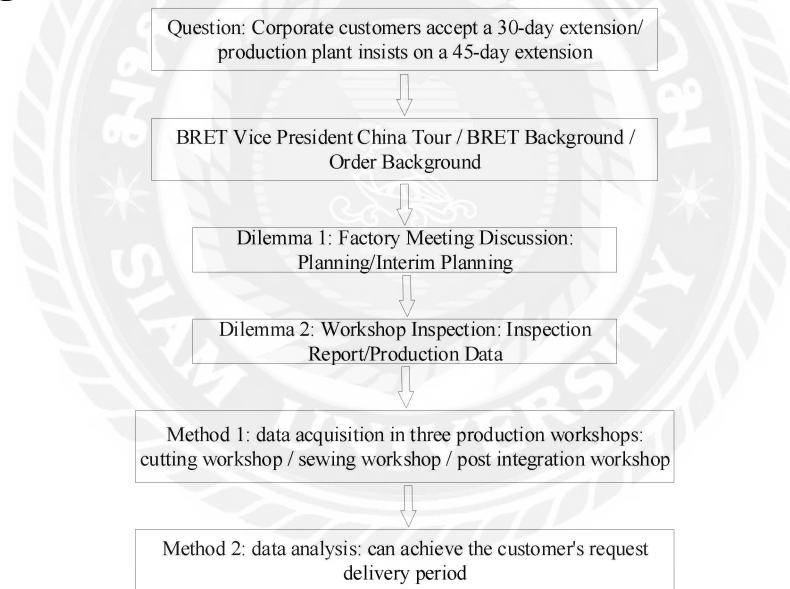 Question: Corporate customers accept a 30-day extension/
production plant insists on a 45-day extension
BRET Vice President China Tour / BRET Background /
Order Background
Dilemma 1: Factory Meeting Discussion:
Planning/Interim Planning
Dilemma 2: Workshop Inspection: Inspection
Report/Production Data
Method 1: data acquisition in three production workshops:
cutting workshop / sewing workshop / post integration workshop
Method 2: data analysis: can achieve the customer's request
delivery period
SIAM UNIVERSITY